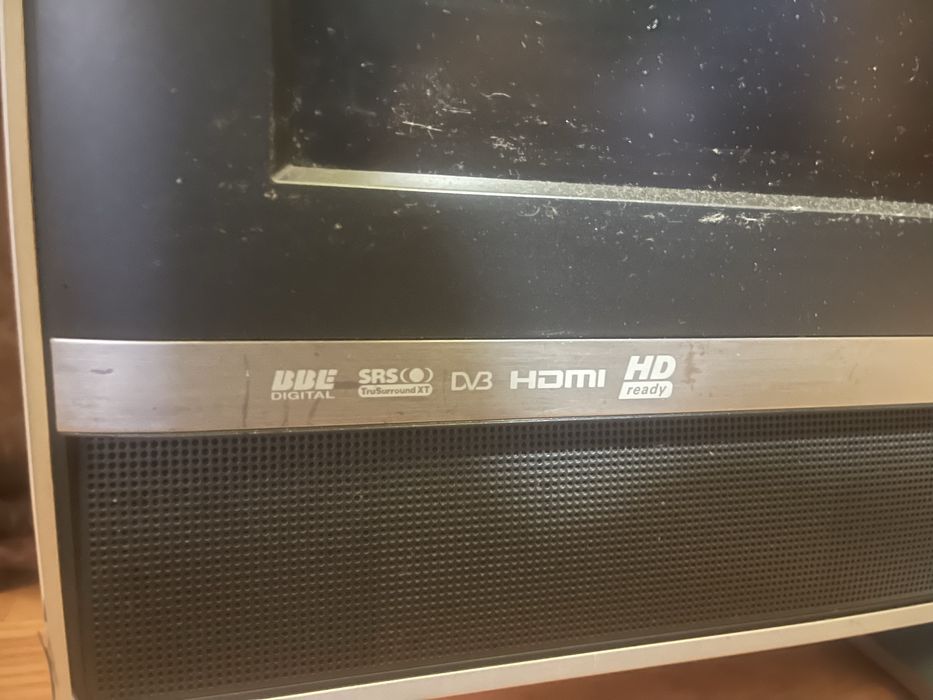 BBE DIGITAL
SRS TruSurround XT
DVB
HDMI
HD ready